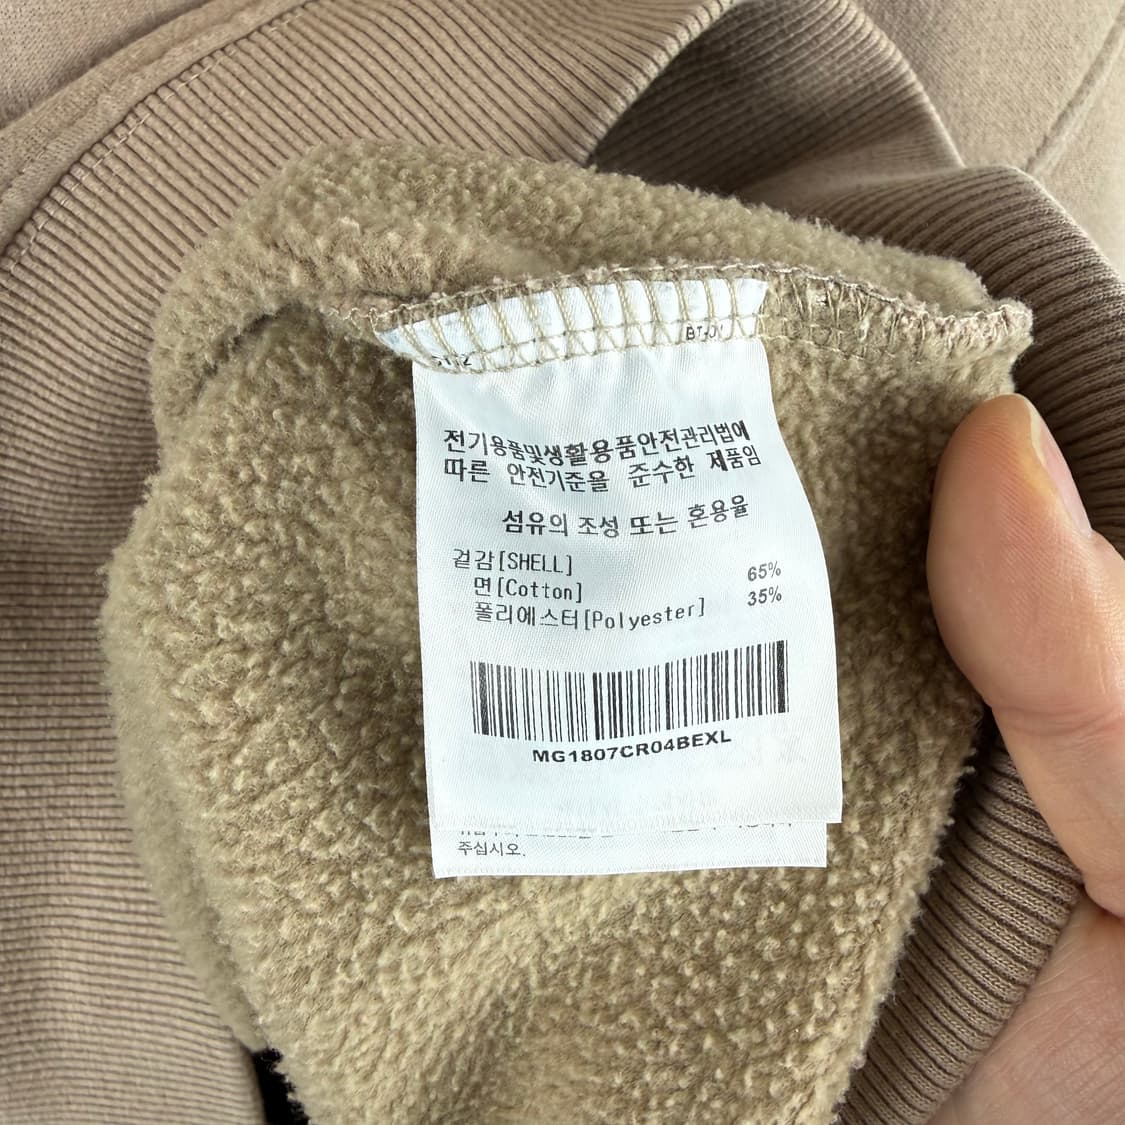 전기용품및생활용품안전관리법에
따른 안전기준을 준수한 제품임
섬유의 조성 또는 혼용율
겉감[SHELL]
면[Cotton] 65%
폴리에스터[Polyester] 35%
MG1807CR04BEXL
주십시오.